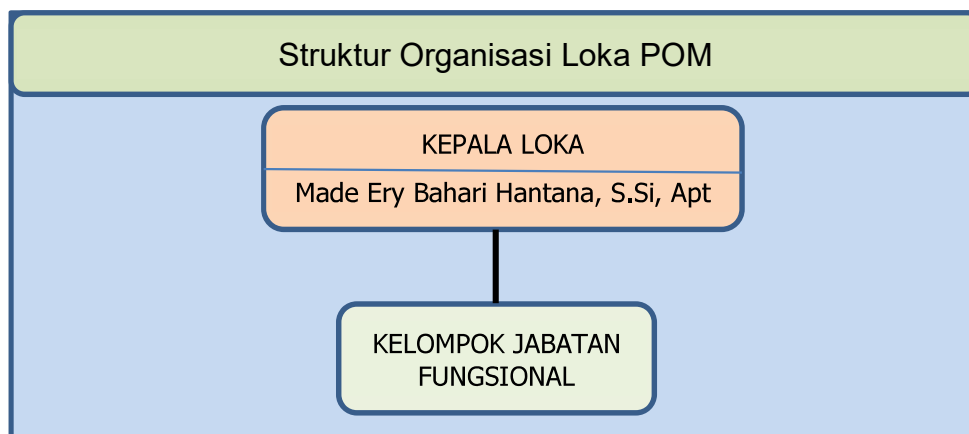 Struktur Organisasi Loka POM
KEPALA LOKA
Made Ery Bahari Hantana, S.Si, Apt
KELOMPOK JABATAN
FUNGSIONAL